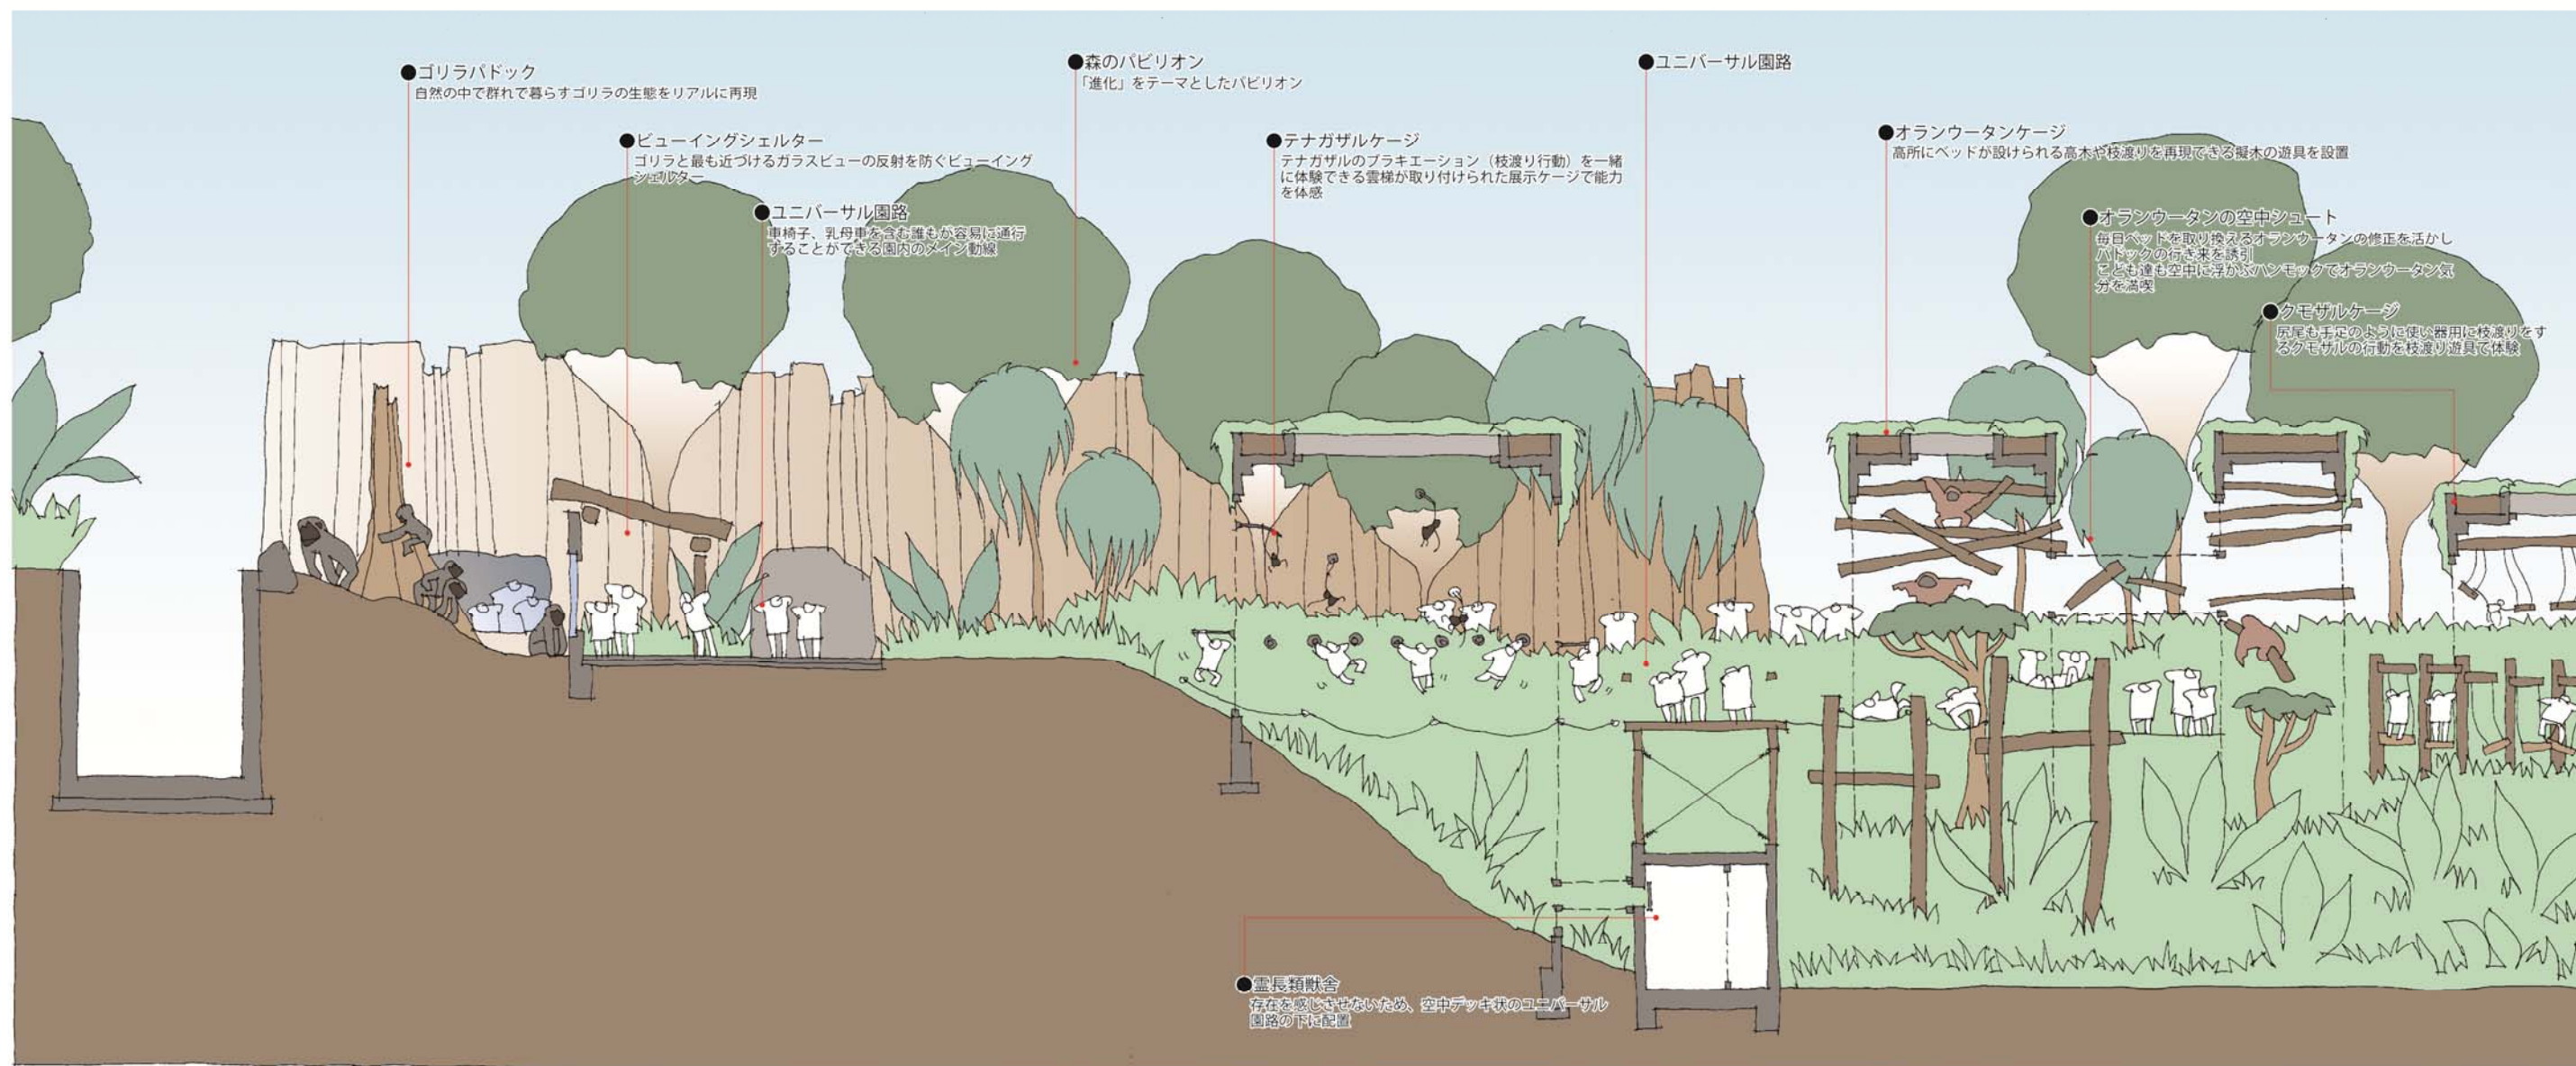 ●ゴリラパドック
自然の中で群れで暮らすゴリラの生態をリアルに再現
●ビューイングシェルター
ゴリラと最も近づけるガラスビューの反射を防ぐビューイング
シェルター
●ユニバーサル園路
車椅子、乳母車を含む誰もが容易に通行
することができる園内のメイン動線
●森のパビリオン
「進化」をテーマとしたパビリオン
●テナガザルケージ
テナガザルのブラキエーション（枝渡り行動）を一緒
に体験できる雲梯が取り付けられた展示ケージで能力
を体感
●ユニバーサル園路
●オランウータンケージ
高所にベッドが設けられる高木や枝渡りを再現できる擬木の遊具を設置
●オランウータンの空中シュート
毎日ベッドを取り換えるオランウータンの修正を活かし
パドックの行き来を誘引
こども達も空中に浮かぶハンモックでオランウータン気
分を満喫
●クモザルケージ
尻尾も手足のように使い器用に枝渡りをす
るクモザルの行動を枝渡り遊具で体験
●霊長類獣舎
存在を感じさせないため、空中デッキ状のユニバーサル
園路の下に配置